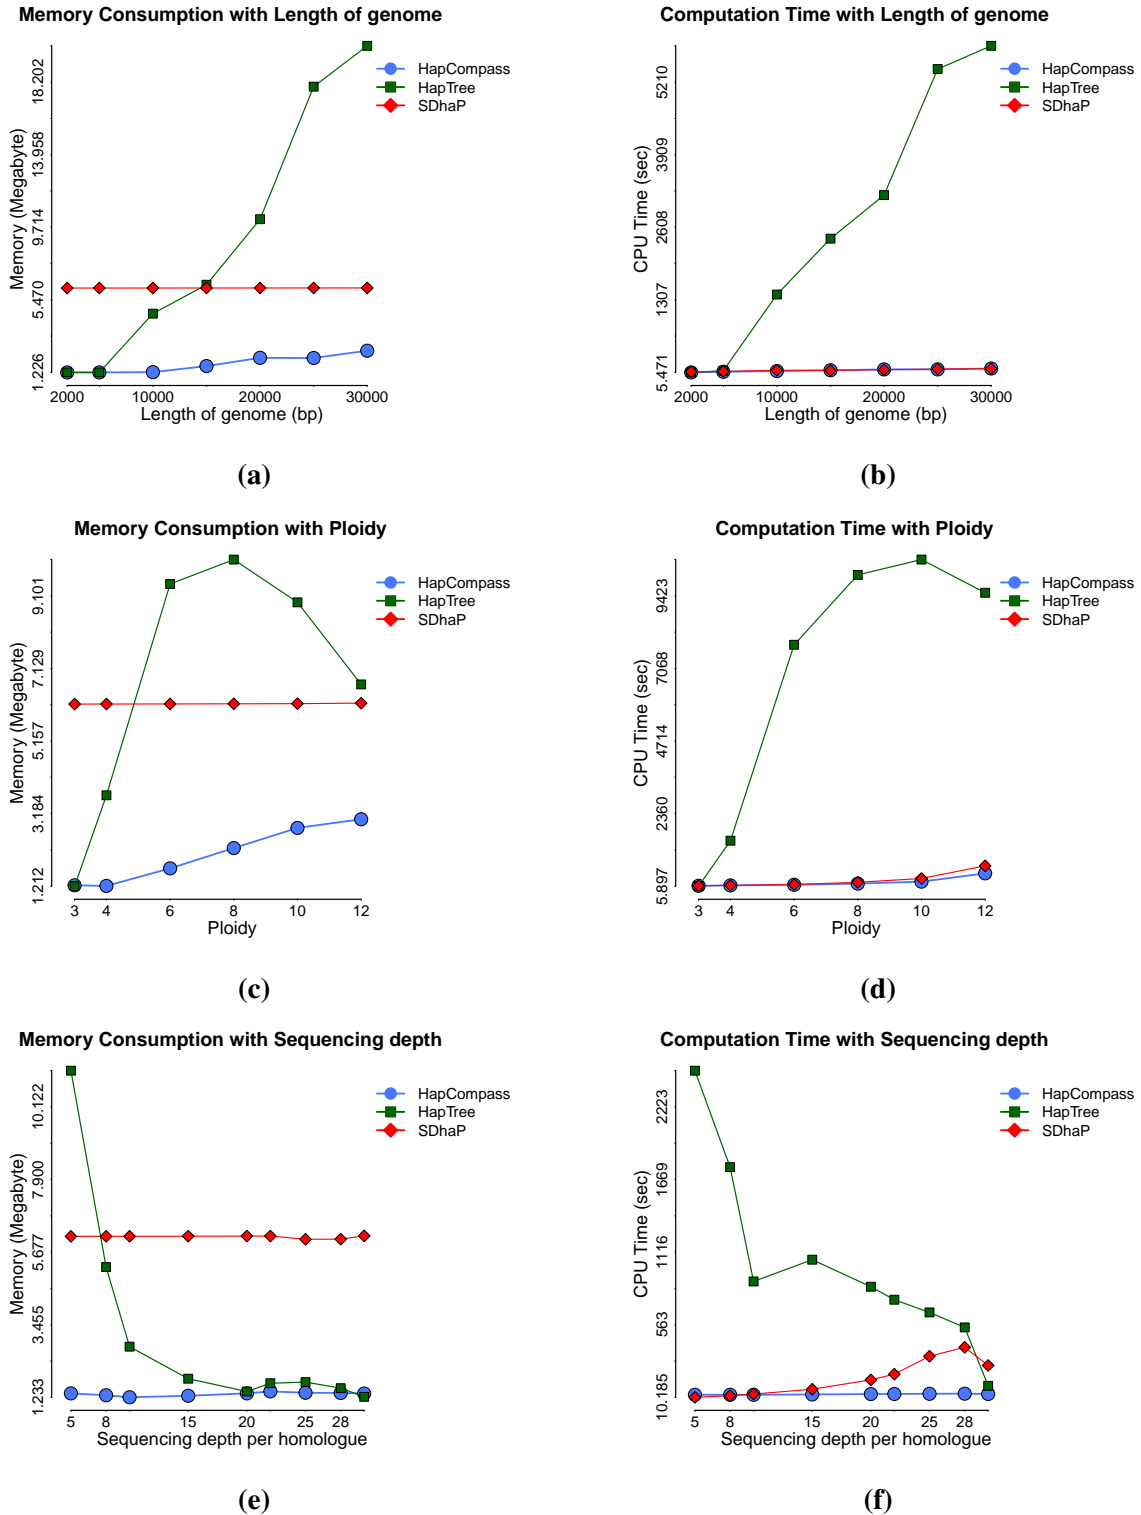 Memory Consumption with Length of genome
Memory (Megabyte)
18.202
13.958
9.714
5.470
1.226
2000 10000 20000 30000
Length of genome (bp)
HapCompass
HapTree
SDhaP
(a)
Computation Time with Length of genome
CPU Time (sec)
5210
3909
2608
1307
5.471
2000 10000 20000 30000
Length of genome (bp)
HapCompass
HapTree
SDhaP
(b)
Memory Consumption with Ploidy
Memory (Megabyte)
9.101
7.129
5.157
3.184
1.212
3 4 6 8 10 12
Ploidy
HapCompass
HapTree
SDhaP
(c)
Computation Time with Ploidy
CPU Time (sec)
9423
7068
4714
2360
5.897
3 4 6 8 10 12
Ploidy
HapCompass
HapTree
SDhaP
(d)
Memory Consumption with Sequencing depth
Memory (Megabyte)
10.122
7.900
5.677
3.455
1.233
5 8 15 20 25 28
Sequencing depth per homologue
HapCompass
HapTree
SDhaP
(e)
Computation Time with Sequencing depth
CPU Time (sec)
2223
1669
1116
563
10.185
5 8 15 20 25 28
Sequencing depth per homologue
HapCompass
HapTree
SDhaP
(f)